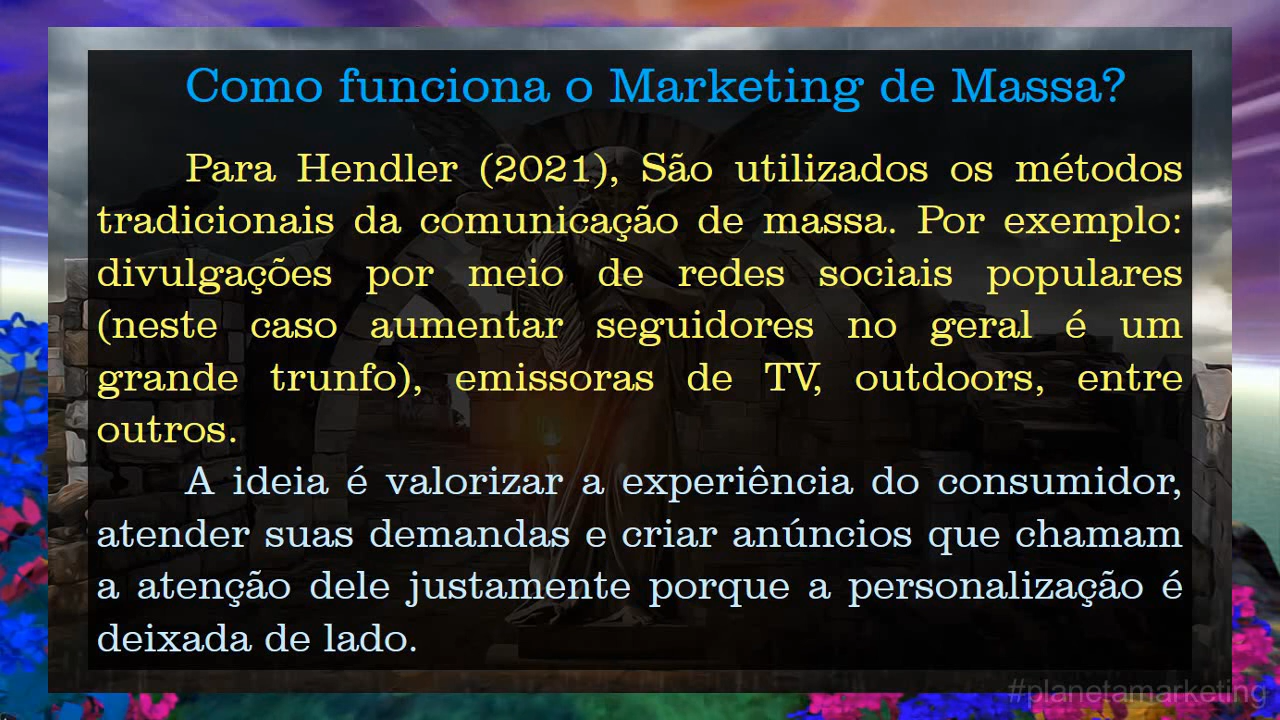 Como funciona o Marketing de Massa?
Para Hendler (2021), São utilizados os métodos
tradicionais da comunicação de massa. Por exemplo:
divulgações por meio de redes sociais populares
(neste caso aumentar seguidores no geral é um
grande trunfo), emissoras de TV, outdoors, entre
outros.
A ideia é valorizar a experiência do consumidor,
atender suas demandas e criar anúncios que chamam
a atenção dele justamente porque a personalização é
deixada de lado.
#planetamarketing